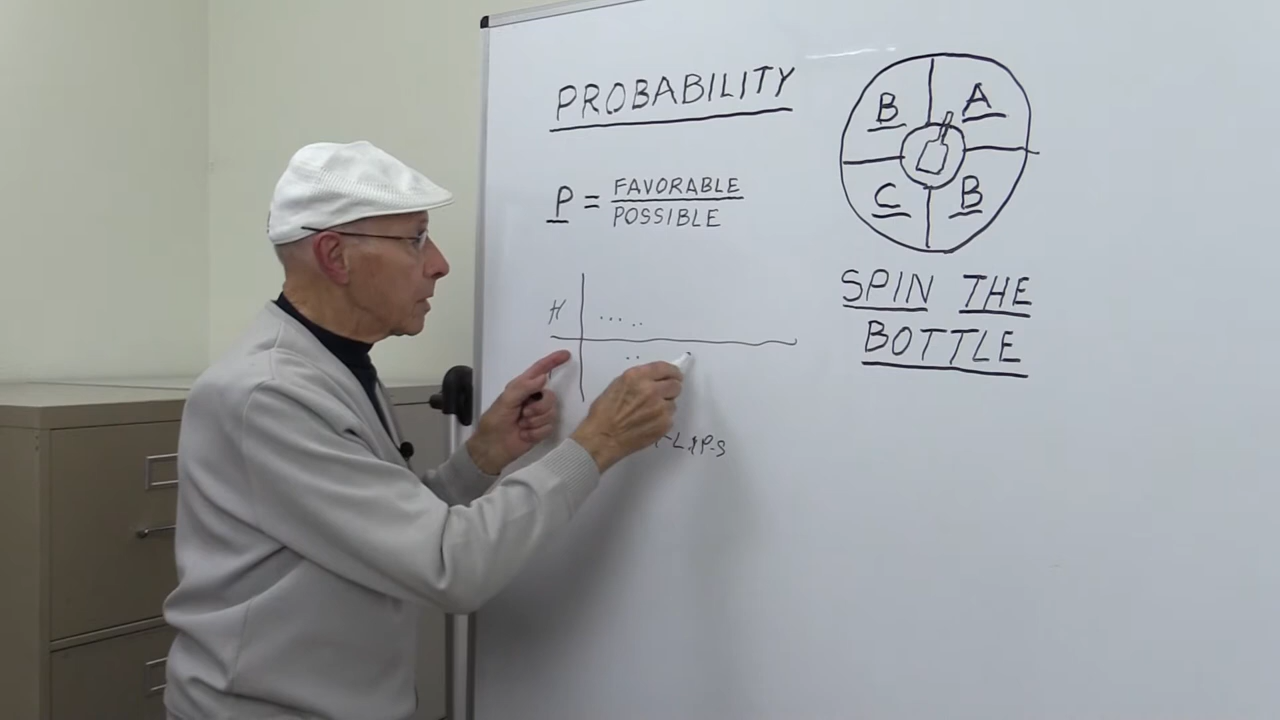 PROBABILITY
P = FAVORABLE
POSSIBLE
H
B A
C B
SPIN THE
BOTTLE